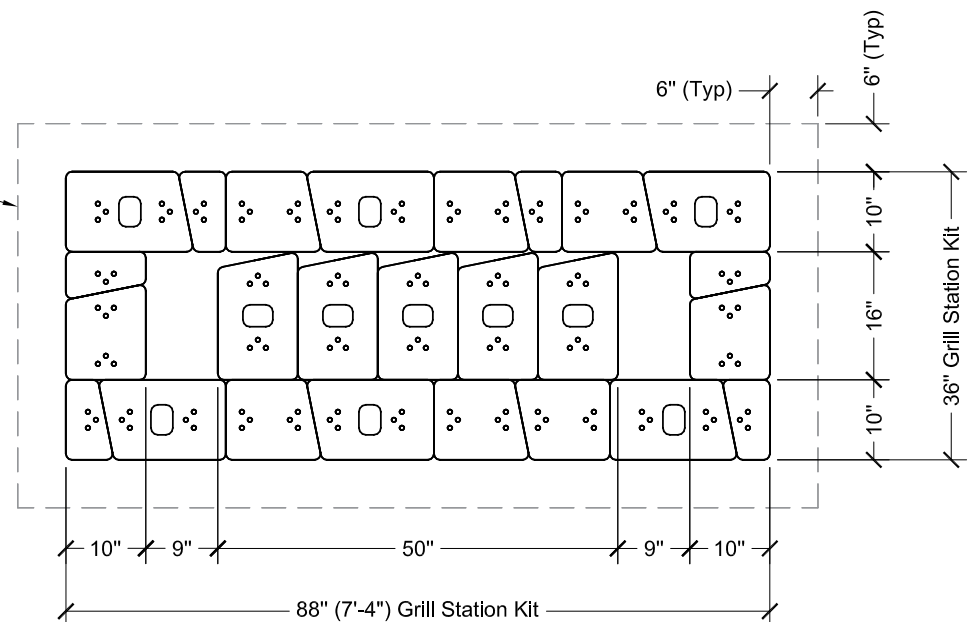 6" (Typ)
6" (Typ)
10"
16"
10"
36" Grill Station Kit
10"
9"
50"
9"
10"
88" (7'-4") Grill Station Kit